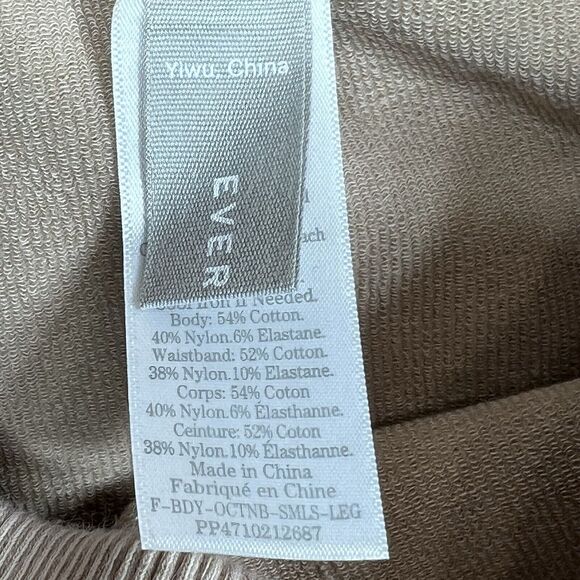 Yiwu, China
EVER
Cool Iron If Needed.
Body: 54% Cotton.
40% Nylon.6% Elastane.
Waistband: 52% Cotton.
38% Nylon.10% Elastane.
Corps: 54% Coton
40% Nylon.6% Élasthanne.
Ceinture: 52% Coton
38% Nylon.10% Élasthanne.
Made in China
Fabriqué en Chine
F-BDY-OCTNB-SMLS-LEG
PP4710212687